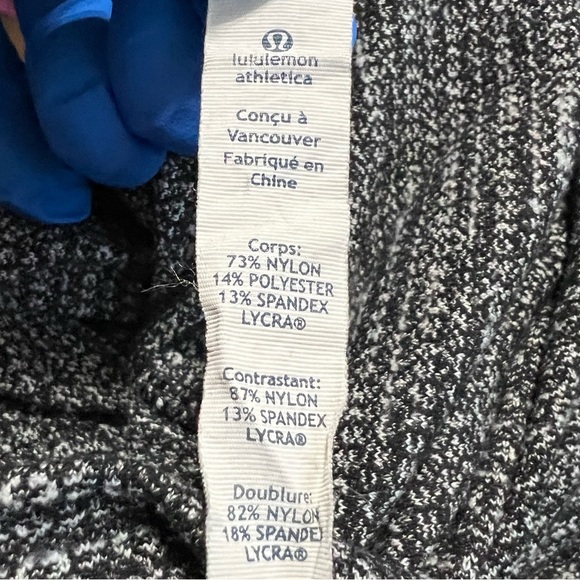 lululemon
athletica
Conçu à
Vancouver
Fabriqué en
Chine
Corps:
73% NYLON
14% POLYESTER
13% SPANDEX
LYCRA®
Contrastant:
87% NYLON
13% SPANDEX
LYCRA®
Doublure:
82% NYLON
18% SPANDEX
LYCRA®